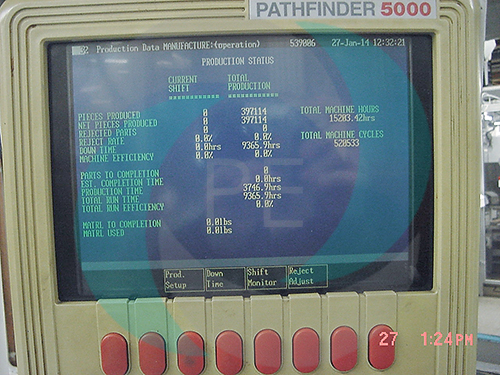 PATHFINDER 5000
02 Production Data MANUFACTURE:(operation) 539006 27-Jan-14 12:32:21
PRODUCTION STATUS
CURRENT SHIFT TOTAL PRODUCTION
PIECES PRODUCED 0 397114 TOTAL MACHINE HOURS
NET PIECES PRODUCED 0 397114 15203.42hrs
REJECTED PARTS 0 0
REJECT RATE 0.0% 0.0% TOTAL MACHINE CYCLES
DOWN TIME 0.0hrs 9365.9hrs 528533
MACHINE EFFICIENCY 0.0% 0.0%
PARTS TO COMPLETION 0
EST. COMPLETION TIME 0.0hrs
PRODUCTION TIME 3746.9hrs
TOTAL RUN TIME 9365.9hrs
TOTAL RUN EFFICIENCY 0.0%
MATRL TO COMPLETION 0.0lbs
MATRL USED 0.0lbs
PE
Prod. Setup Down Time Shift Monitor Reject Adjust
27 1:24PM